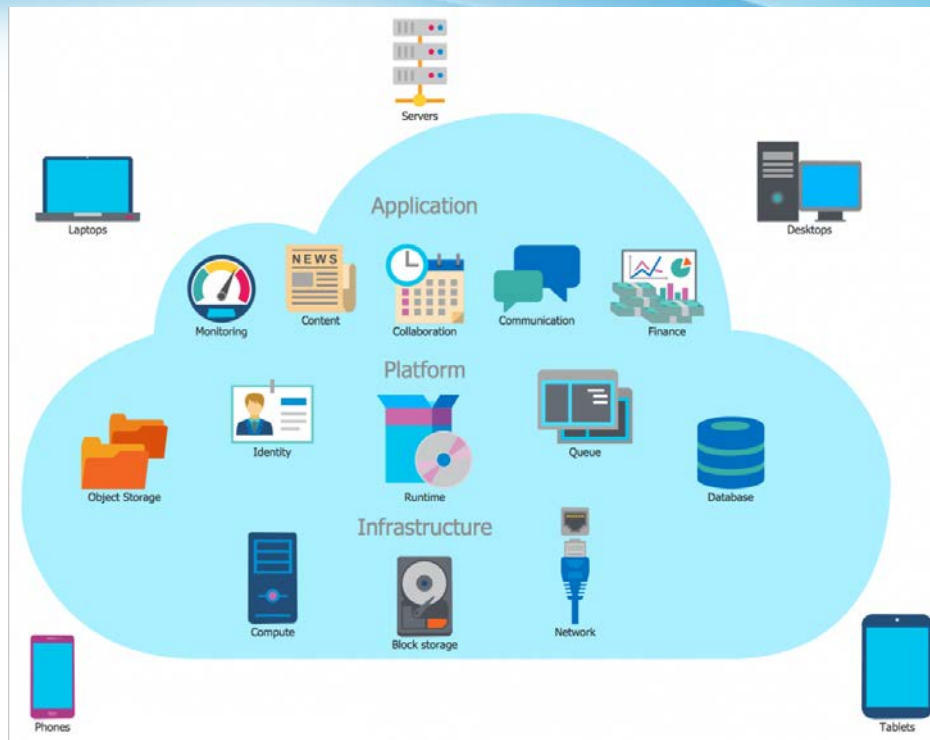 Servers
Laptops
Desktops
Application
NEWS
Monitoring
Content
Collaboration
Communication
Finance
Platform
Object Storage
Identity
Runtime
Queue
Database
Infrastructure
Compute
Block storage
Network
Phones
Tablets